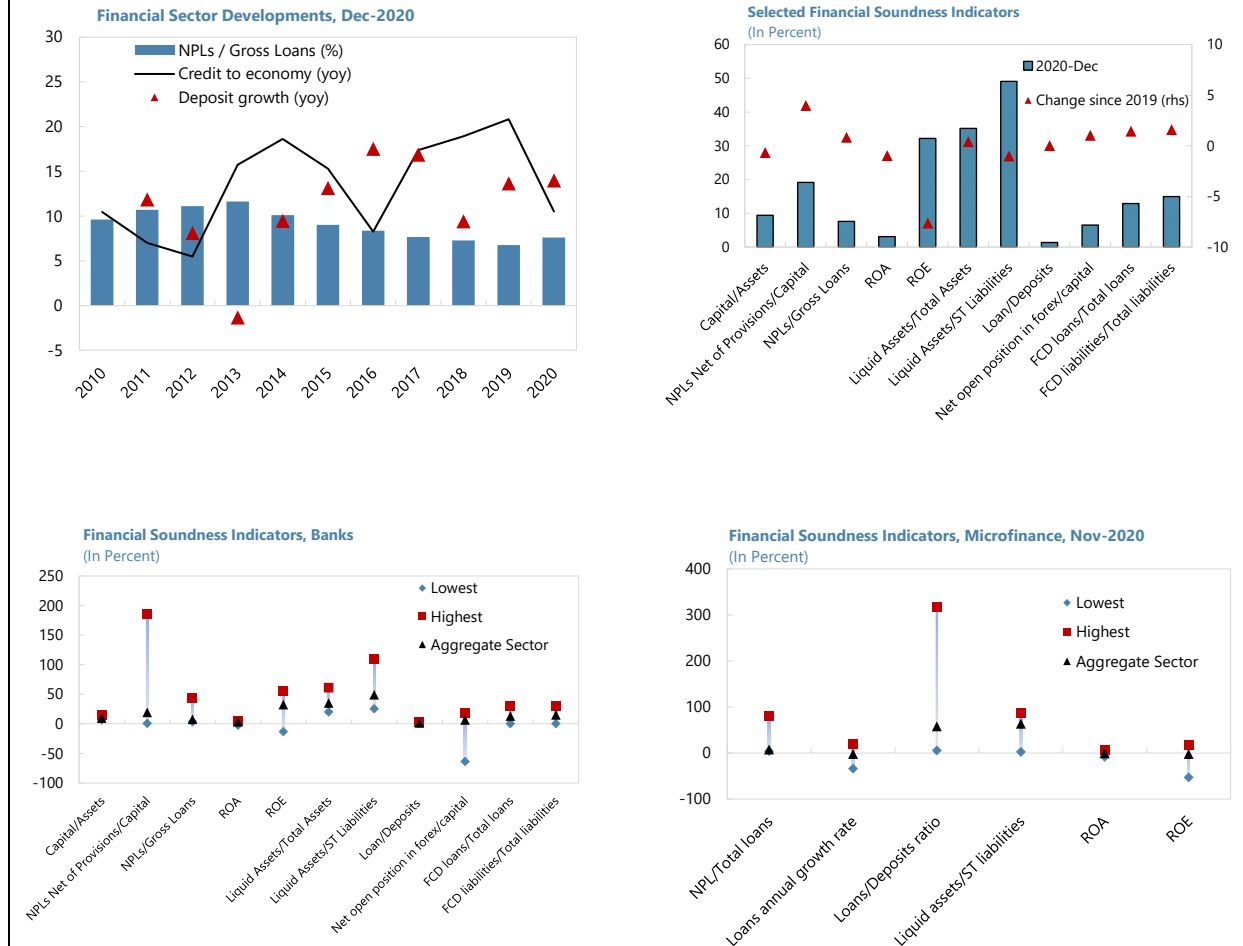 Financial Sector Developments, Dec-2020
30
25
20
15
10
5
0
-5
NPLs / Gross Loans (%)
Credit to economy (yoy)
Deposit growth (yoy)
2010
2011
2012
2013
2014
2015
2016
2017
2018
2019
2020
Selected Financial Soundness Indicators
(In Percent)
60
50
40
30
20
10
0
10
5
0
-5
-10
2020-Dec
Change since 2019 (rhs)
Capital/Assets
NPLs Net of Provisions/Capital
NPLs/Gross Loans
ROA
ROE
Liquid Assets/Total Assets
Liquid Assets/ST Liabilities
Loan/Deposits
Net open position in forex/capital
FCD loans/Total loans
FCD liabilities/Total liabilities
Financial Soundness Indicators, Banks
(In Percent)
250
200
150
100
50
0
-50
-100
Lowest
Highest
Aggregate Sector
Capital/Assets
NPLs Net of Provisions/Capital
NPLs/Gross Loans
ROA
ROE
Liquid Assets/Total Assets
Liquid Assets/ST Liabilities
Loan/Deposits
Net open position in forex/capital
FCD loans/Total loans
FCD liabilities/Total liabilities
Financial Soundness Indicators, Microfinance, Nov-2020
(In Percent)
400
300
200
100
0
-100
Lowest
Highest
Aggregate Sector
NPL/Total loans
Loans annual growth rate
Loans/Deposits ratio
Liquid assets/ST liabilities
ROA
ROE